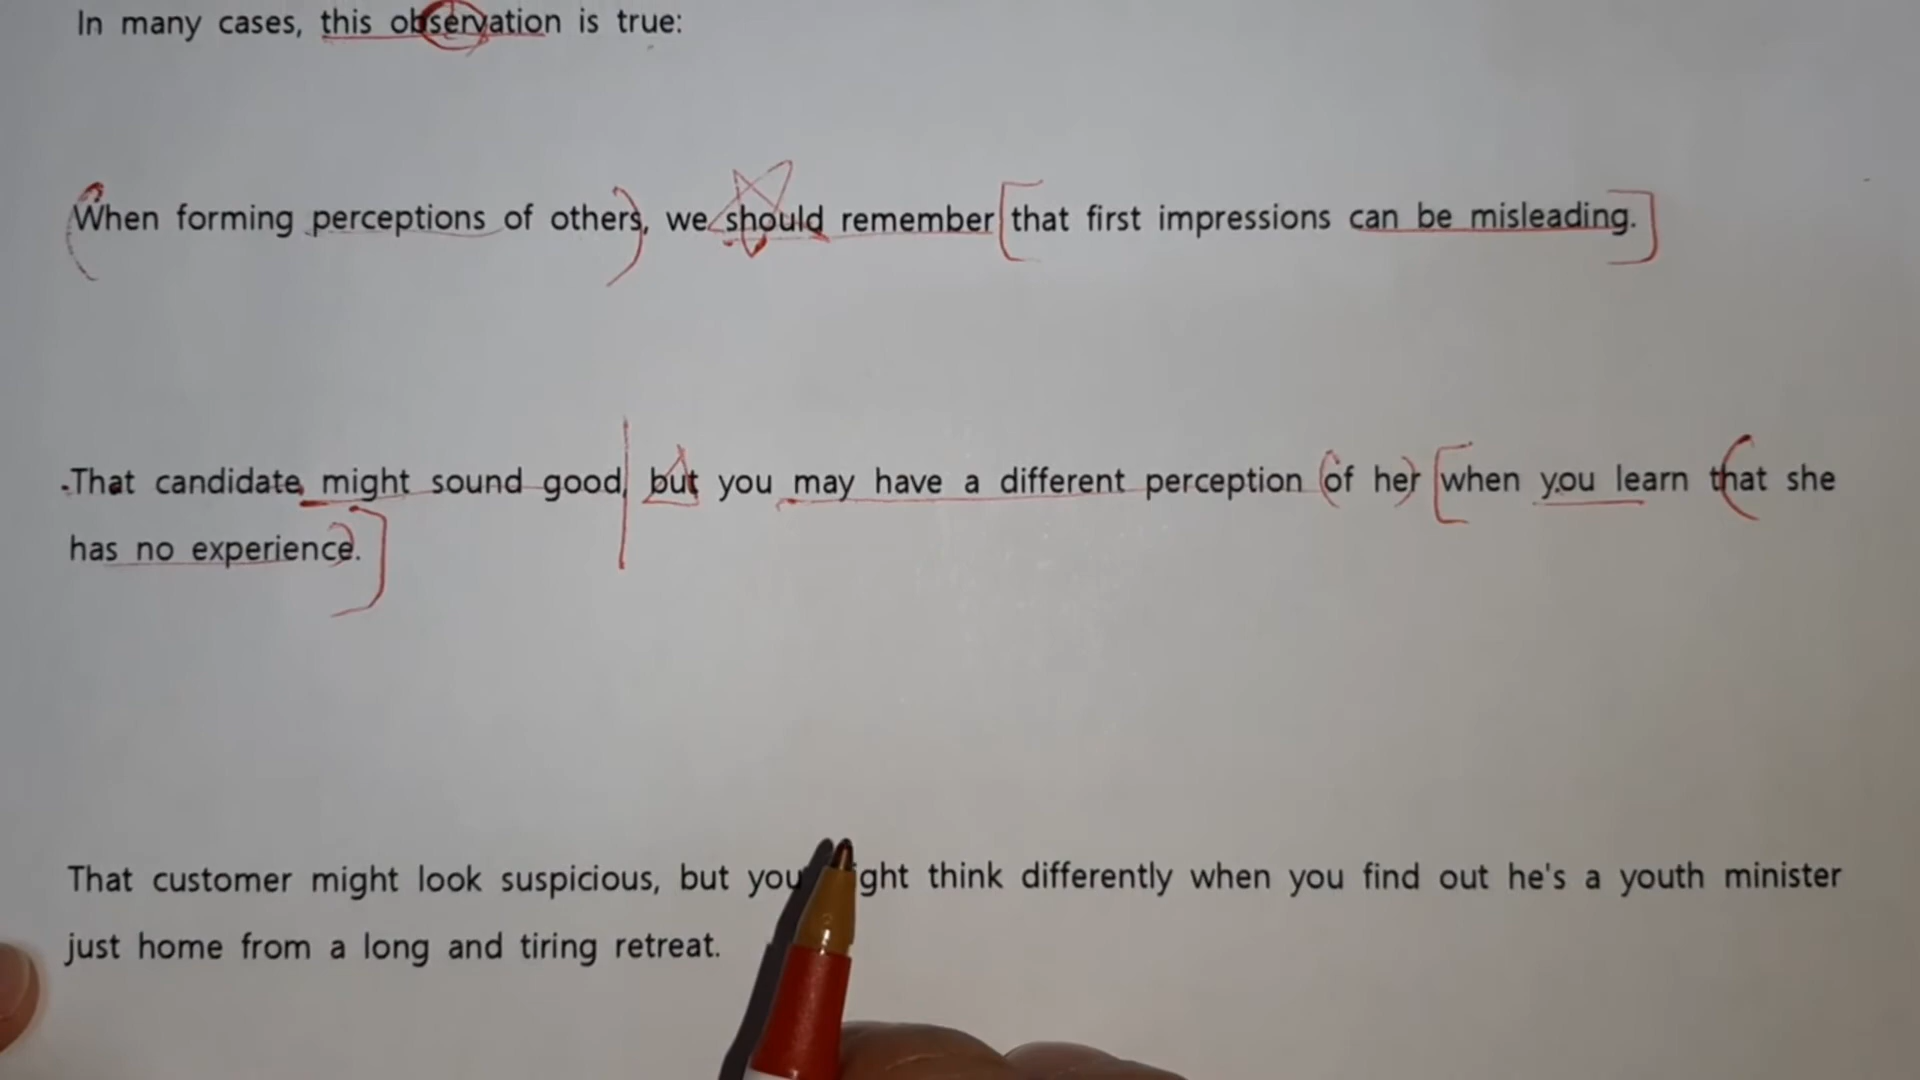 In many cases, this observation is true:
When forming perceptions of others, we should remember that first impressions can be misleading.
That candidate might sound good, but you may have a different perception of her when you learn that she
has no experience.
That customer might look suspicious, but you might think differently when you find out he's a youth minister
just home from a long and tiring retreat.